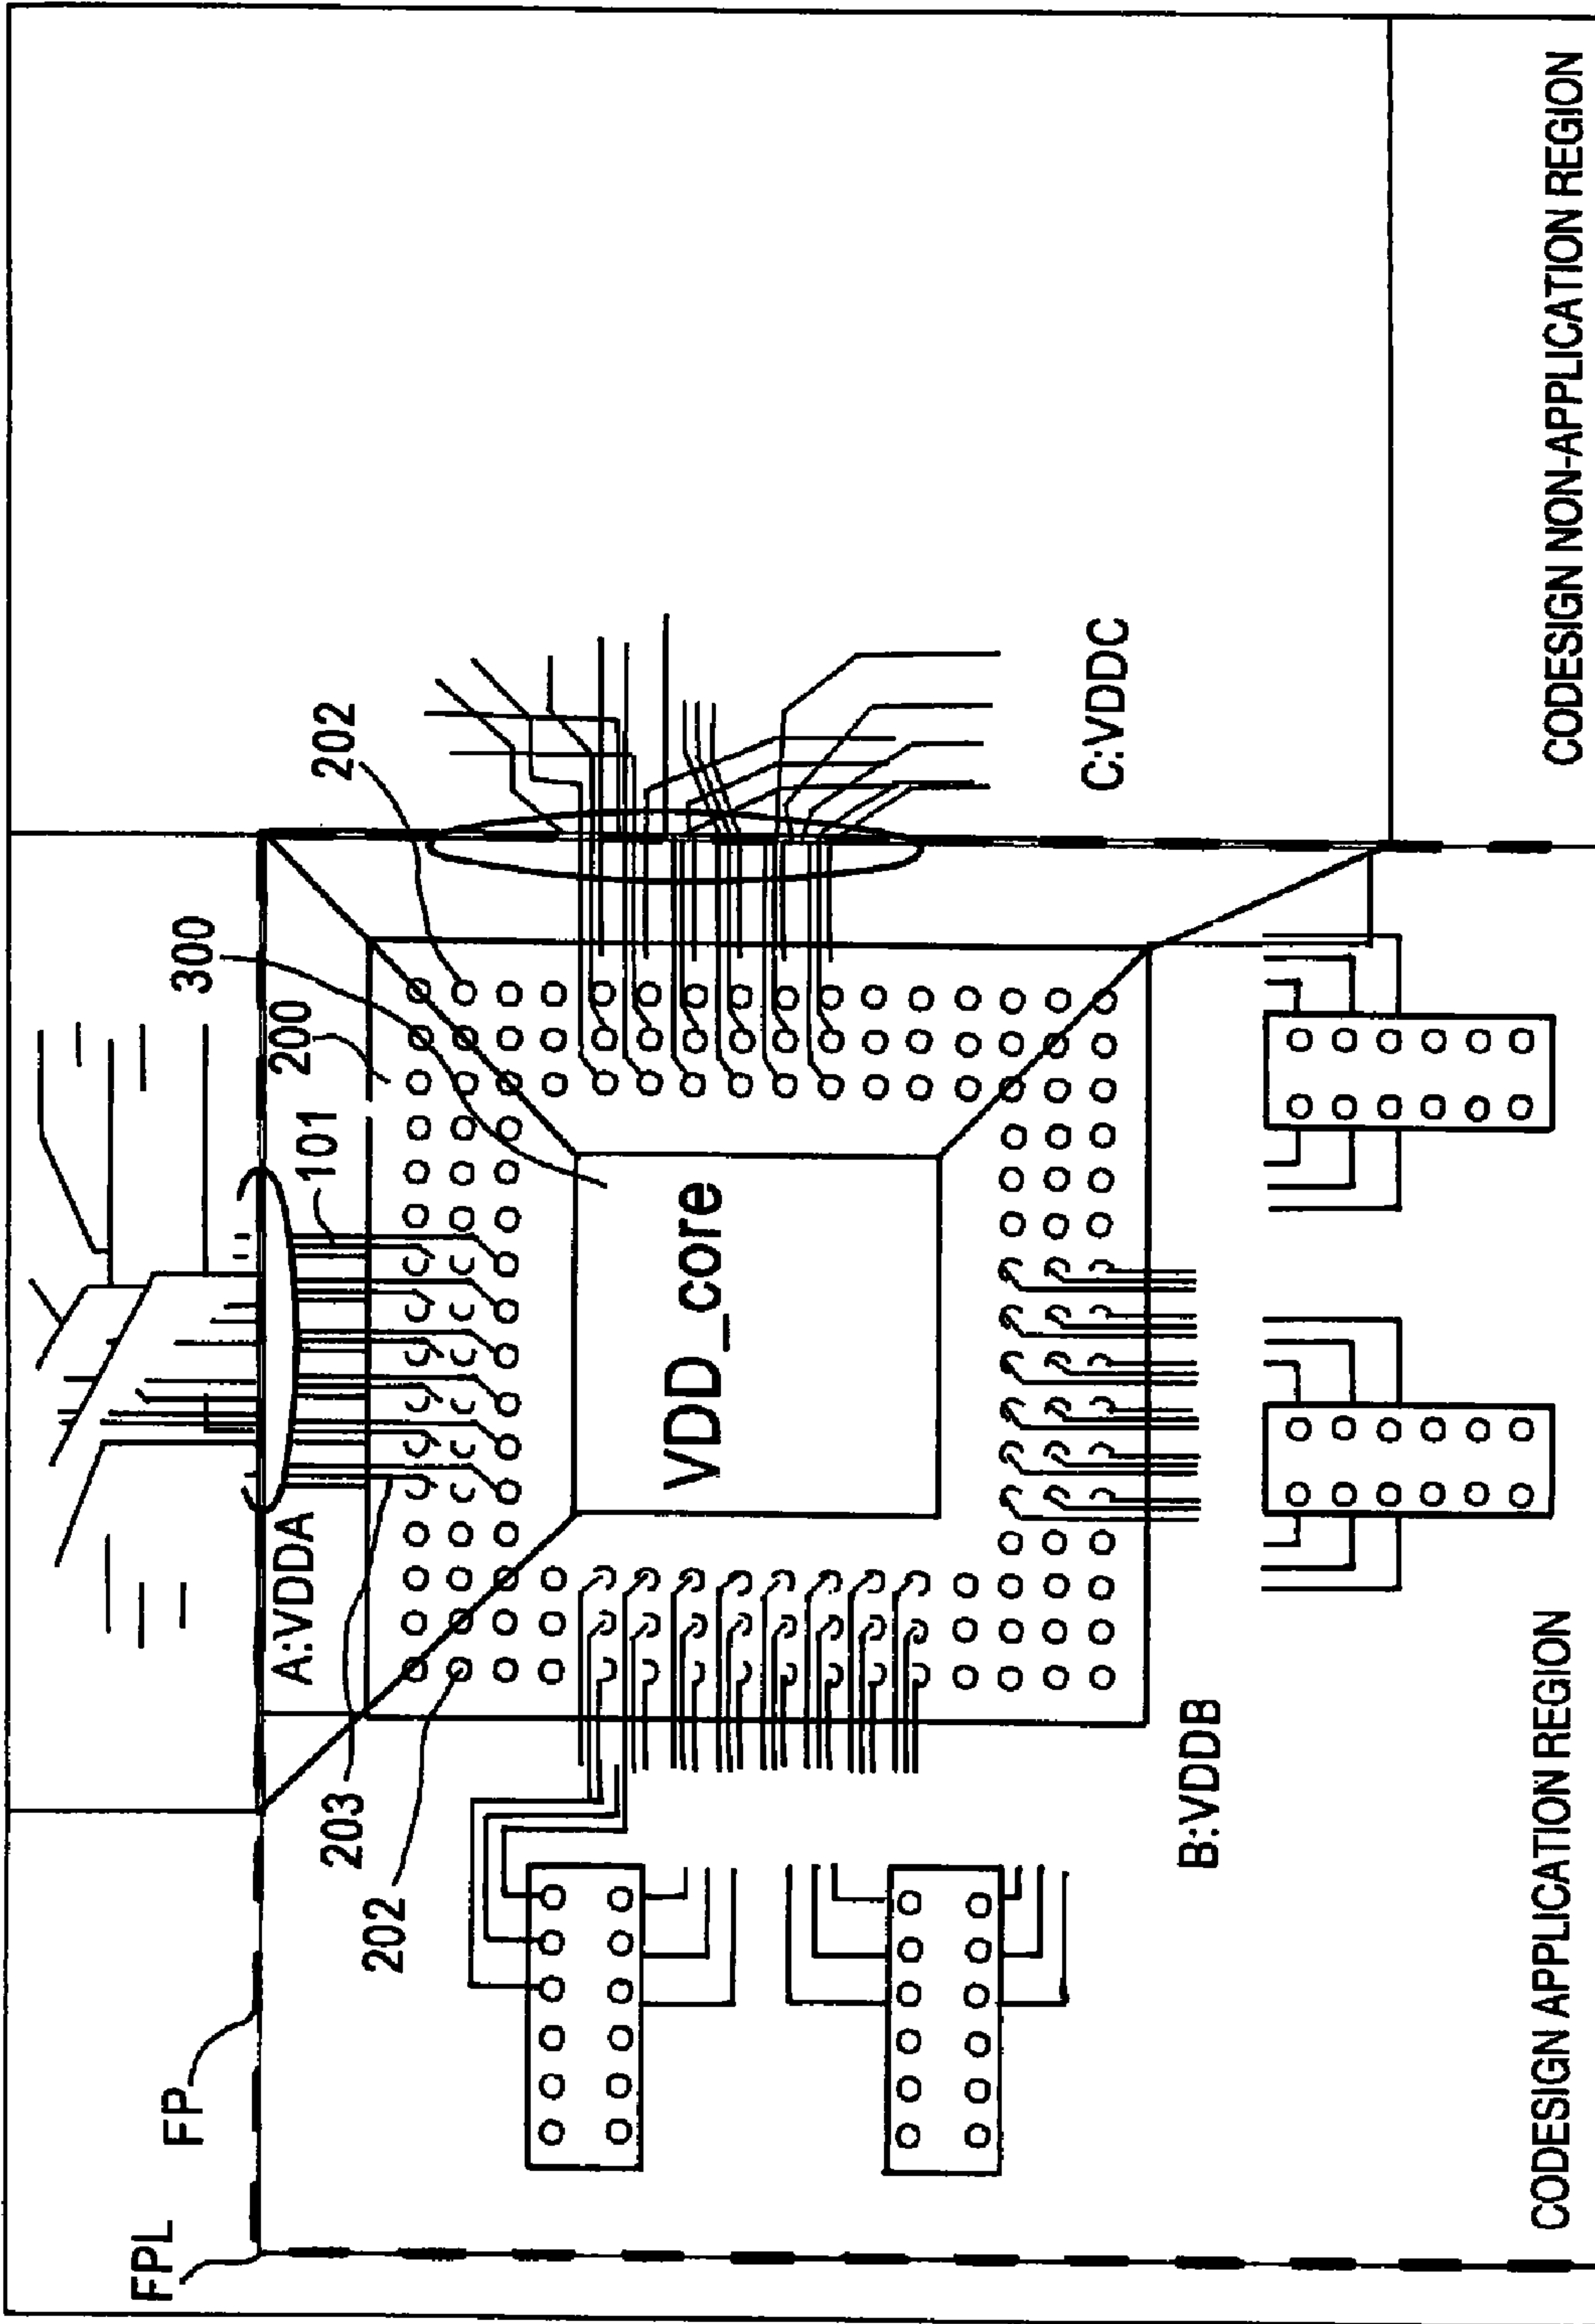 FPL
FP
202
203
A:VDDA
101
200
300
202
VDD_core
B:VDDB
C:VDDC
CODESIGN APPLICATION REGION
CODESIGN NON-APPLICATION REGION